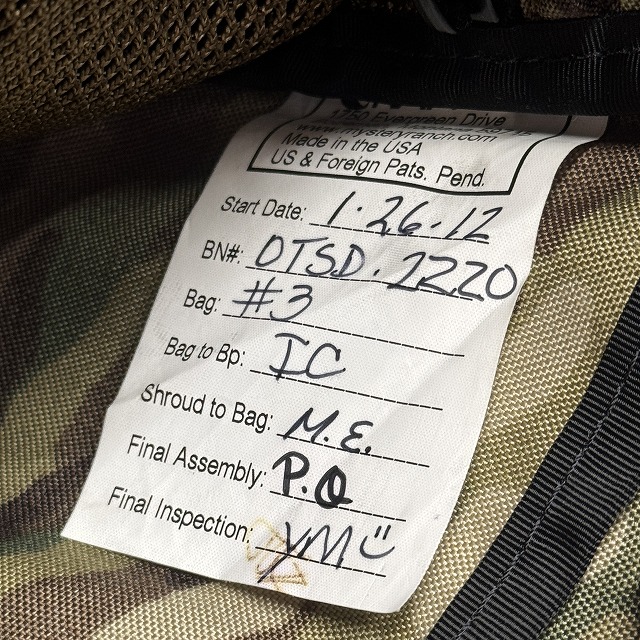 1750 Evergreen Drive
www.mysteryranch.com
Made in the USA
US & Foreign Pats. Pend.
Start Date: 1·26·12
BN#: OTSD. 2220
Bag: #3
Bag to Bp: IC
Shroud to Bag: M.E.
Final Assembly: P.O
Final Inspection: YM